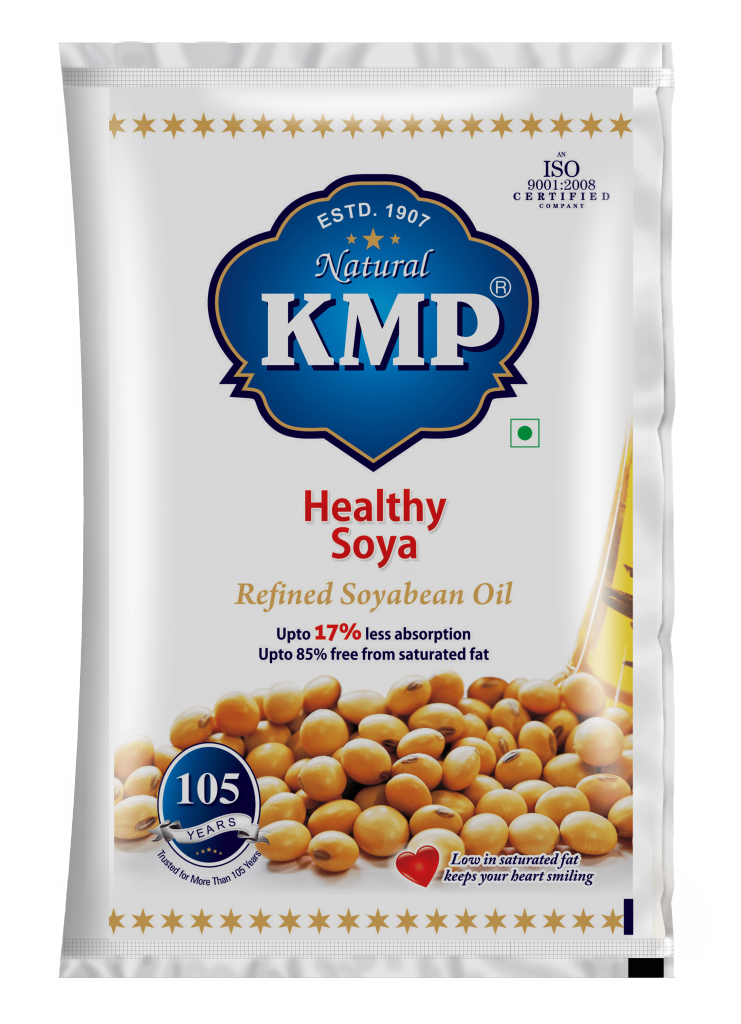 AN
ISO
9001:2008
CERTIFIED
COMPANY
ESTD. 1907
Natural
KMP®
Healthy
Soya
Refined Soyabean Oil
Upto 17% less absorption
Upto 85% free from saturated fat
105
YEARS
Trusted for More Than 105 Years
Low in saturated fat
keeps your heart smiling